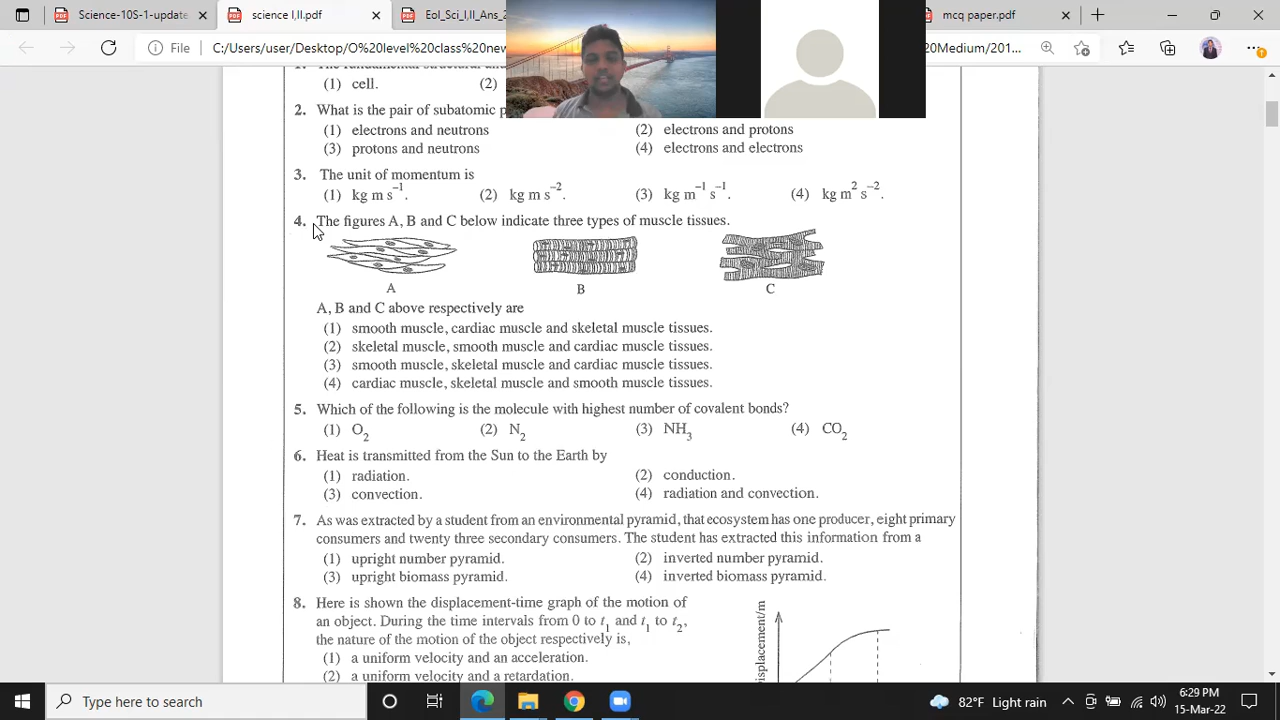 Science-10-S-I
EoL_subatomic p
-10-S-I
mcq paper.pdf
File
C:/Users/user/Desktop/O%20level%20class%20new
20Medium/201...
(1) cell.
(2)
2. What is the pair of subatomic p
(1) electrons and neutrons
(2) electrons and protons
(3) protons and neutrons
(4) electrons and electrons
3. The unit of momentum is
(1) kg m s⁻¹.
(2) kg m s⁻².
(3) kg m⁻¹ s⁻¹.
(4) kg m² s⁻².
4. The figures A, B and C below indicate three types of muscle tissues.
A
B
C
A, B and C above respectively are
(1) smooth muscle, cardiac muscle and skeletal muscle tissues.
(2) skeletal muscle, smooth muscle and cardiac muscle tissues.
(3) smooth muscle, skeletal muscle and cardiac muscle tissues.
(4) cardiac muscle, skeletal muscle and smooth muscle tissues.
5. Which of the following is the molecule with highest number of covalent bonds?
(1) O₂
(2) N₂
(3) NH₃
(4) CO₂
6. Heat is transmitted from the Sun to the Earth by
(1) radiation.
(2) conduction.
(3) convection.
(4) radiation and convection.
7. As was extracted by a student from an environmental pyramid, that ecosystem has one producer, eight primary
consumers and twenty three secondary consumers. The student has extracted this information from a
(1) upright number pyramid.
(2) inverted number pyramid.
(3) upright biomass pyramid.
(4) inverted biomass pyramid.
8. Here is shown the displacement-time graph of the motion of
an object. During the time intervals from 0 to t₁ and t₁ to t₂,
the nature of the motion of the object respectively is,
(1) a uniform velocity and an acceleration.
(2) a uniform velocity and a retardation.
isplacement/m
Type here to search
82°F Light rain
6:29 PM
15-Mar-22